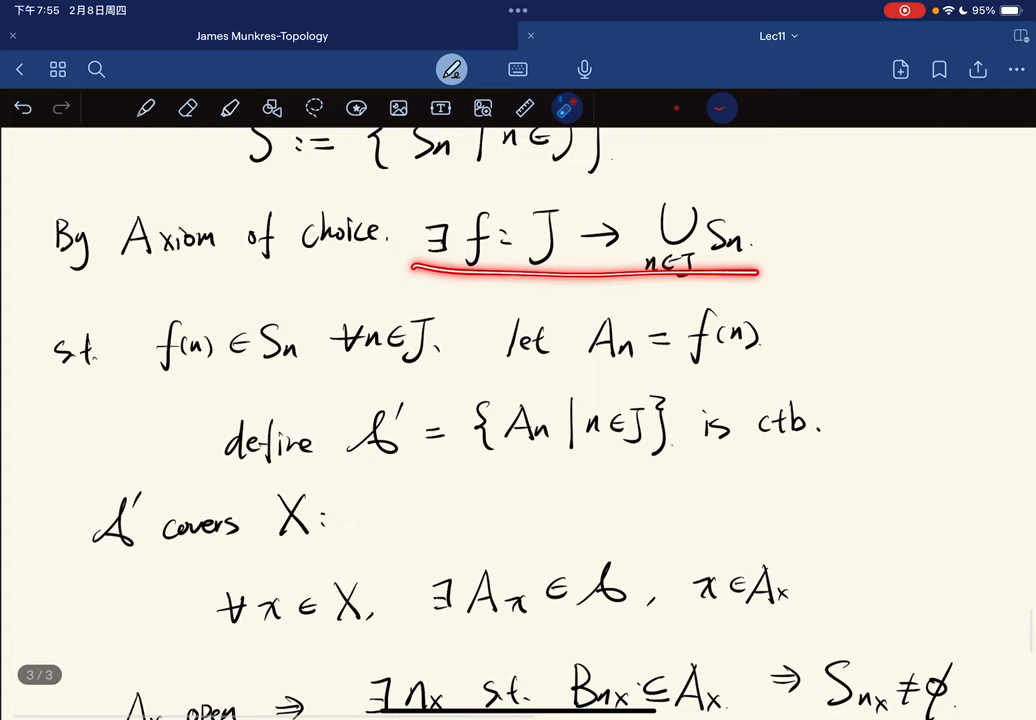 下午7:55 2月8日周四 95%
James Munkres-Topology Lec11
S := { Sn | n ∈ J }.
By Axiom of choice. ∃ f: J → ⋃_{n∈J} Sn.
st. f(n) ∈ Sn ∀n∈J, let An = f(n).
define 𝒜' = { An | n∈J }. is ctb.
𝒜' covers X:
∀ x ∈ X, ∃ Ax ∈ 𝒜, x ∈ Ax
3 / 3
Ax open ⇒ ∃ nx st. Bnx ⊆ Ax ⇒ Snx ≠ ϕ.